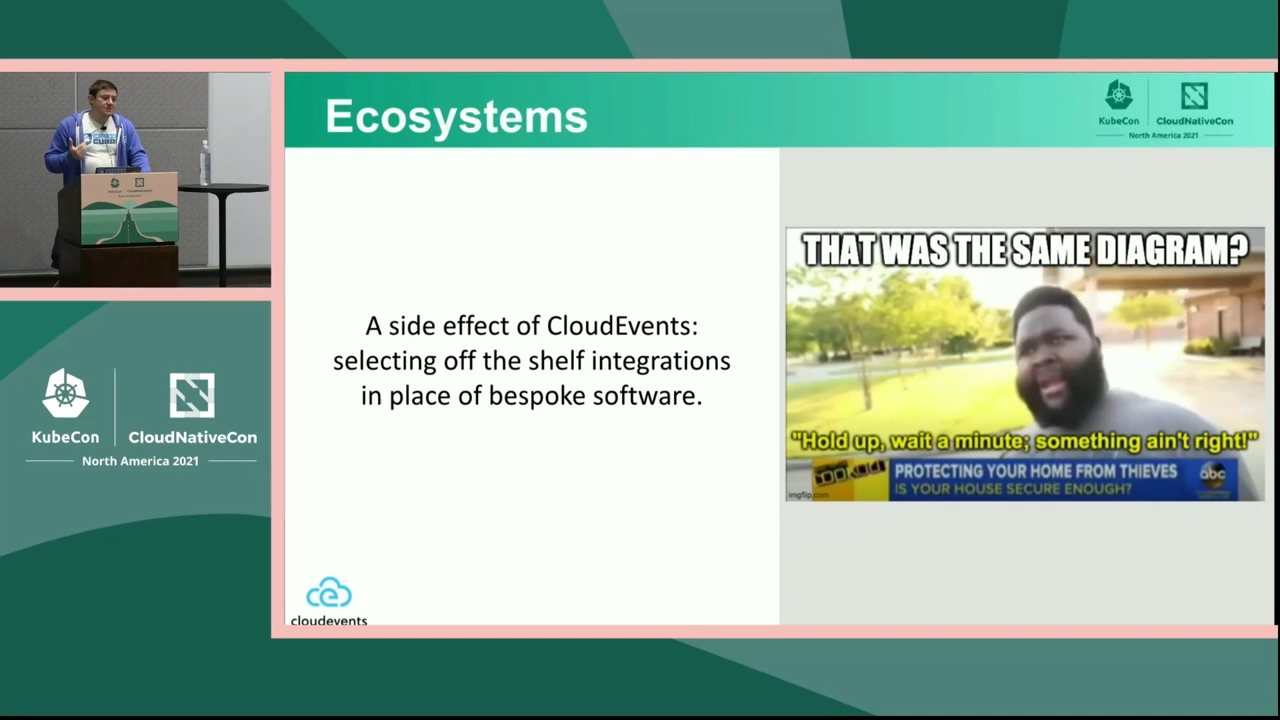 Ecosystems
KubeCon
CloudNativeCon
North America 2021
A side effect of CloudEvents:
selecting off the shelf integrations
in place of bespoke software.
cloudevents
THAT WAS THE SAME DIAGRAM?
"Hold up, wait a minute; something ain't right!"
PROTECTING YOUR HOME FROM THIEVES
IS YOUR HOUSE SECURE ENOUGH?
abc
imgflip.com
KubeCon
CloudNativeCon
North America 2021